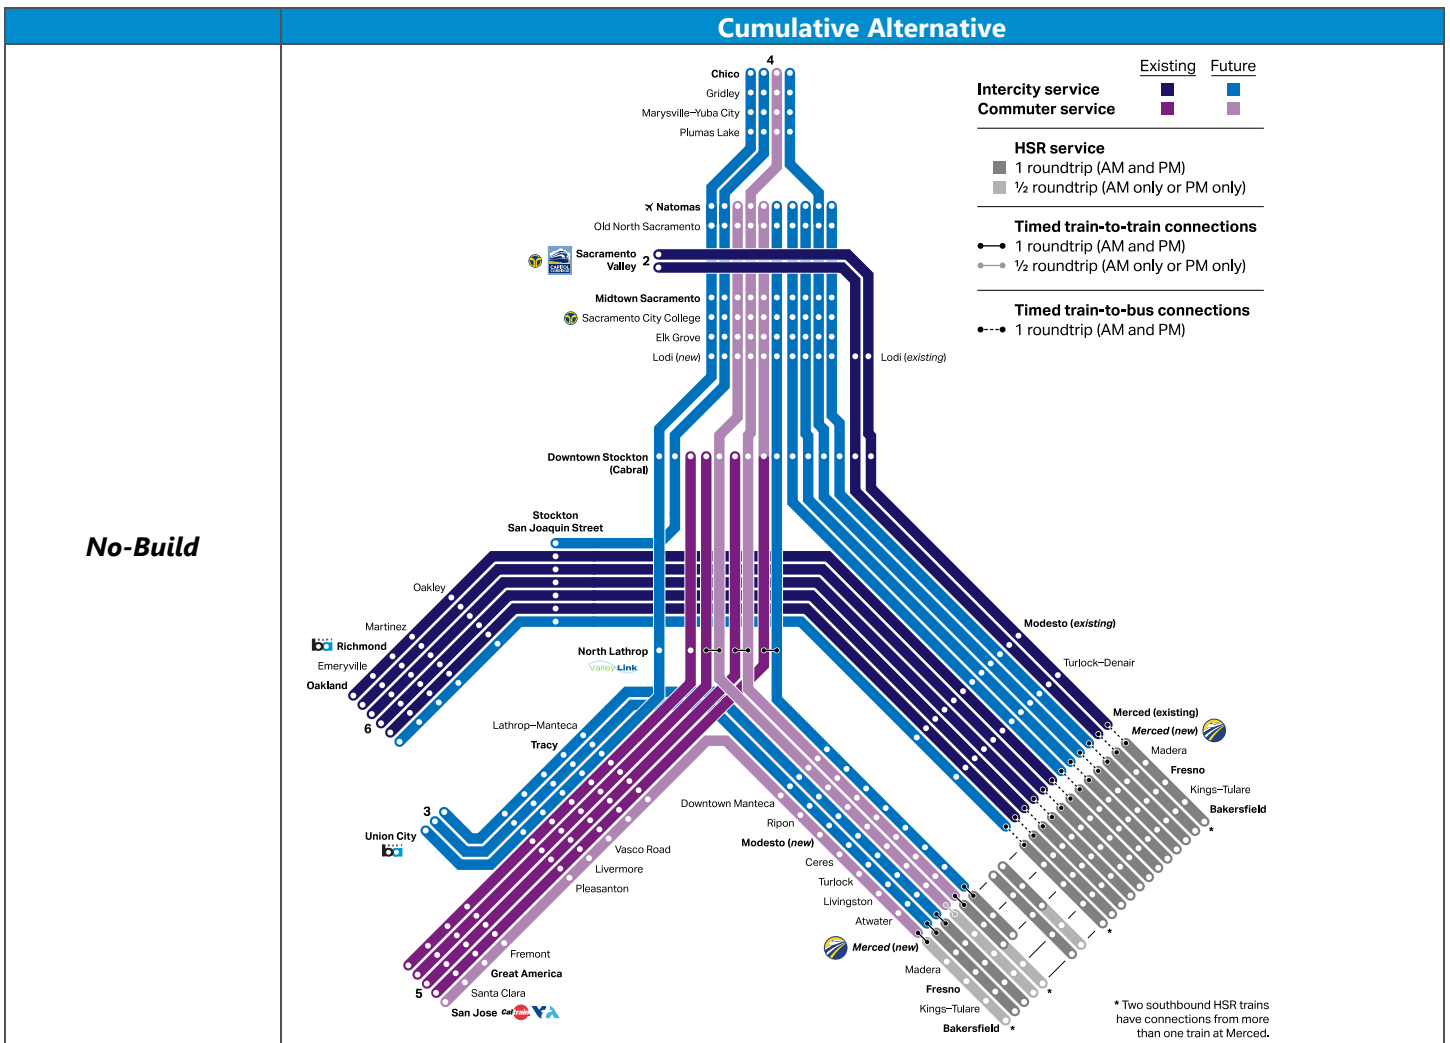 Cumulative Alternative
No-Build
4
Chico
Gridley
Marysville–Yuba City
Plumas Lake
Natomas
Old North Sacramento
CAPITOL CORRIDOR
Sacramento
Valley
2
Midtown Sacramento
Sacramento City College
Elk Grove
Lodi (new)
Lodi (existing)
Downtown Stockton
(Cabral)
Stockton
San Joaquin Street
Oakley
Martinez
BART
ba Richmond
Emeryville
Oakland
6
North Lathrop
Valley Link
Lathrop–Manteca
Tracy
3
Union City
BART
ba
Vasco Road
Livermore
Pleasanton
Fremont
Great America
5
Santa Clara
San Jose Caltrain VTA
Downtown Manteca
Ripon
Modesto (new)
Ceres
Turlock
Livingston
Atwater
Merced (new)
Madera
Fresno
Kings–Tulare
Bakersfield *
*
*
Modesto (existing)
Turlock–Denair
Merced (existing)
Merced (new)
Madera
Fresno
Kings–Tulare
Bakersfield
*
Existing Future
Intercity service
Commuter service
HSR service
1 roundtrip (AM and PM)
½ roundtrip (AM only or PM only)
Timed train-to-train connections
1 roundtrip (AM and PM)
½ roundtrip (AM only or PM only)
Timed train-to-bus connections
1 roundtrip (AM and PM)
* Two southbound HSR trains
have connections from more
than one train at Merced.